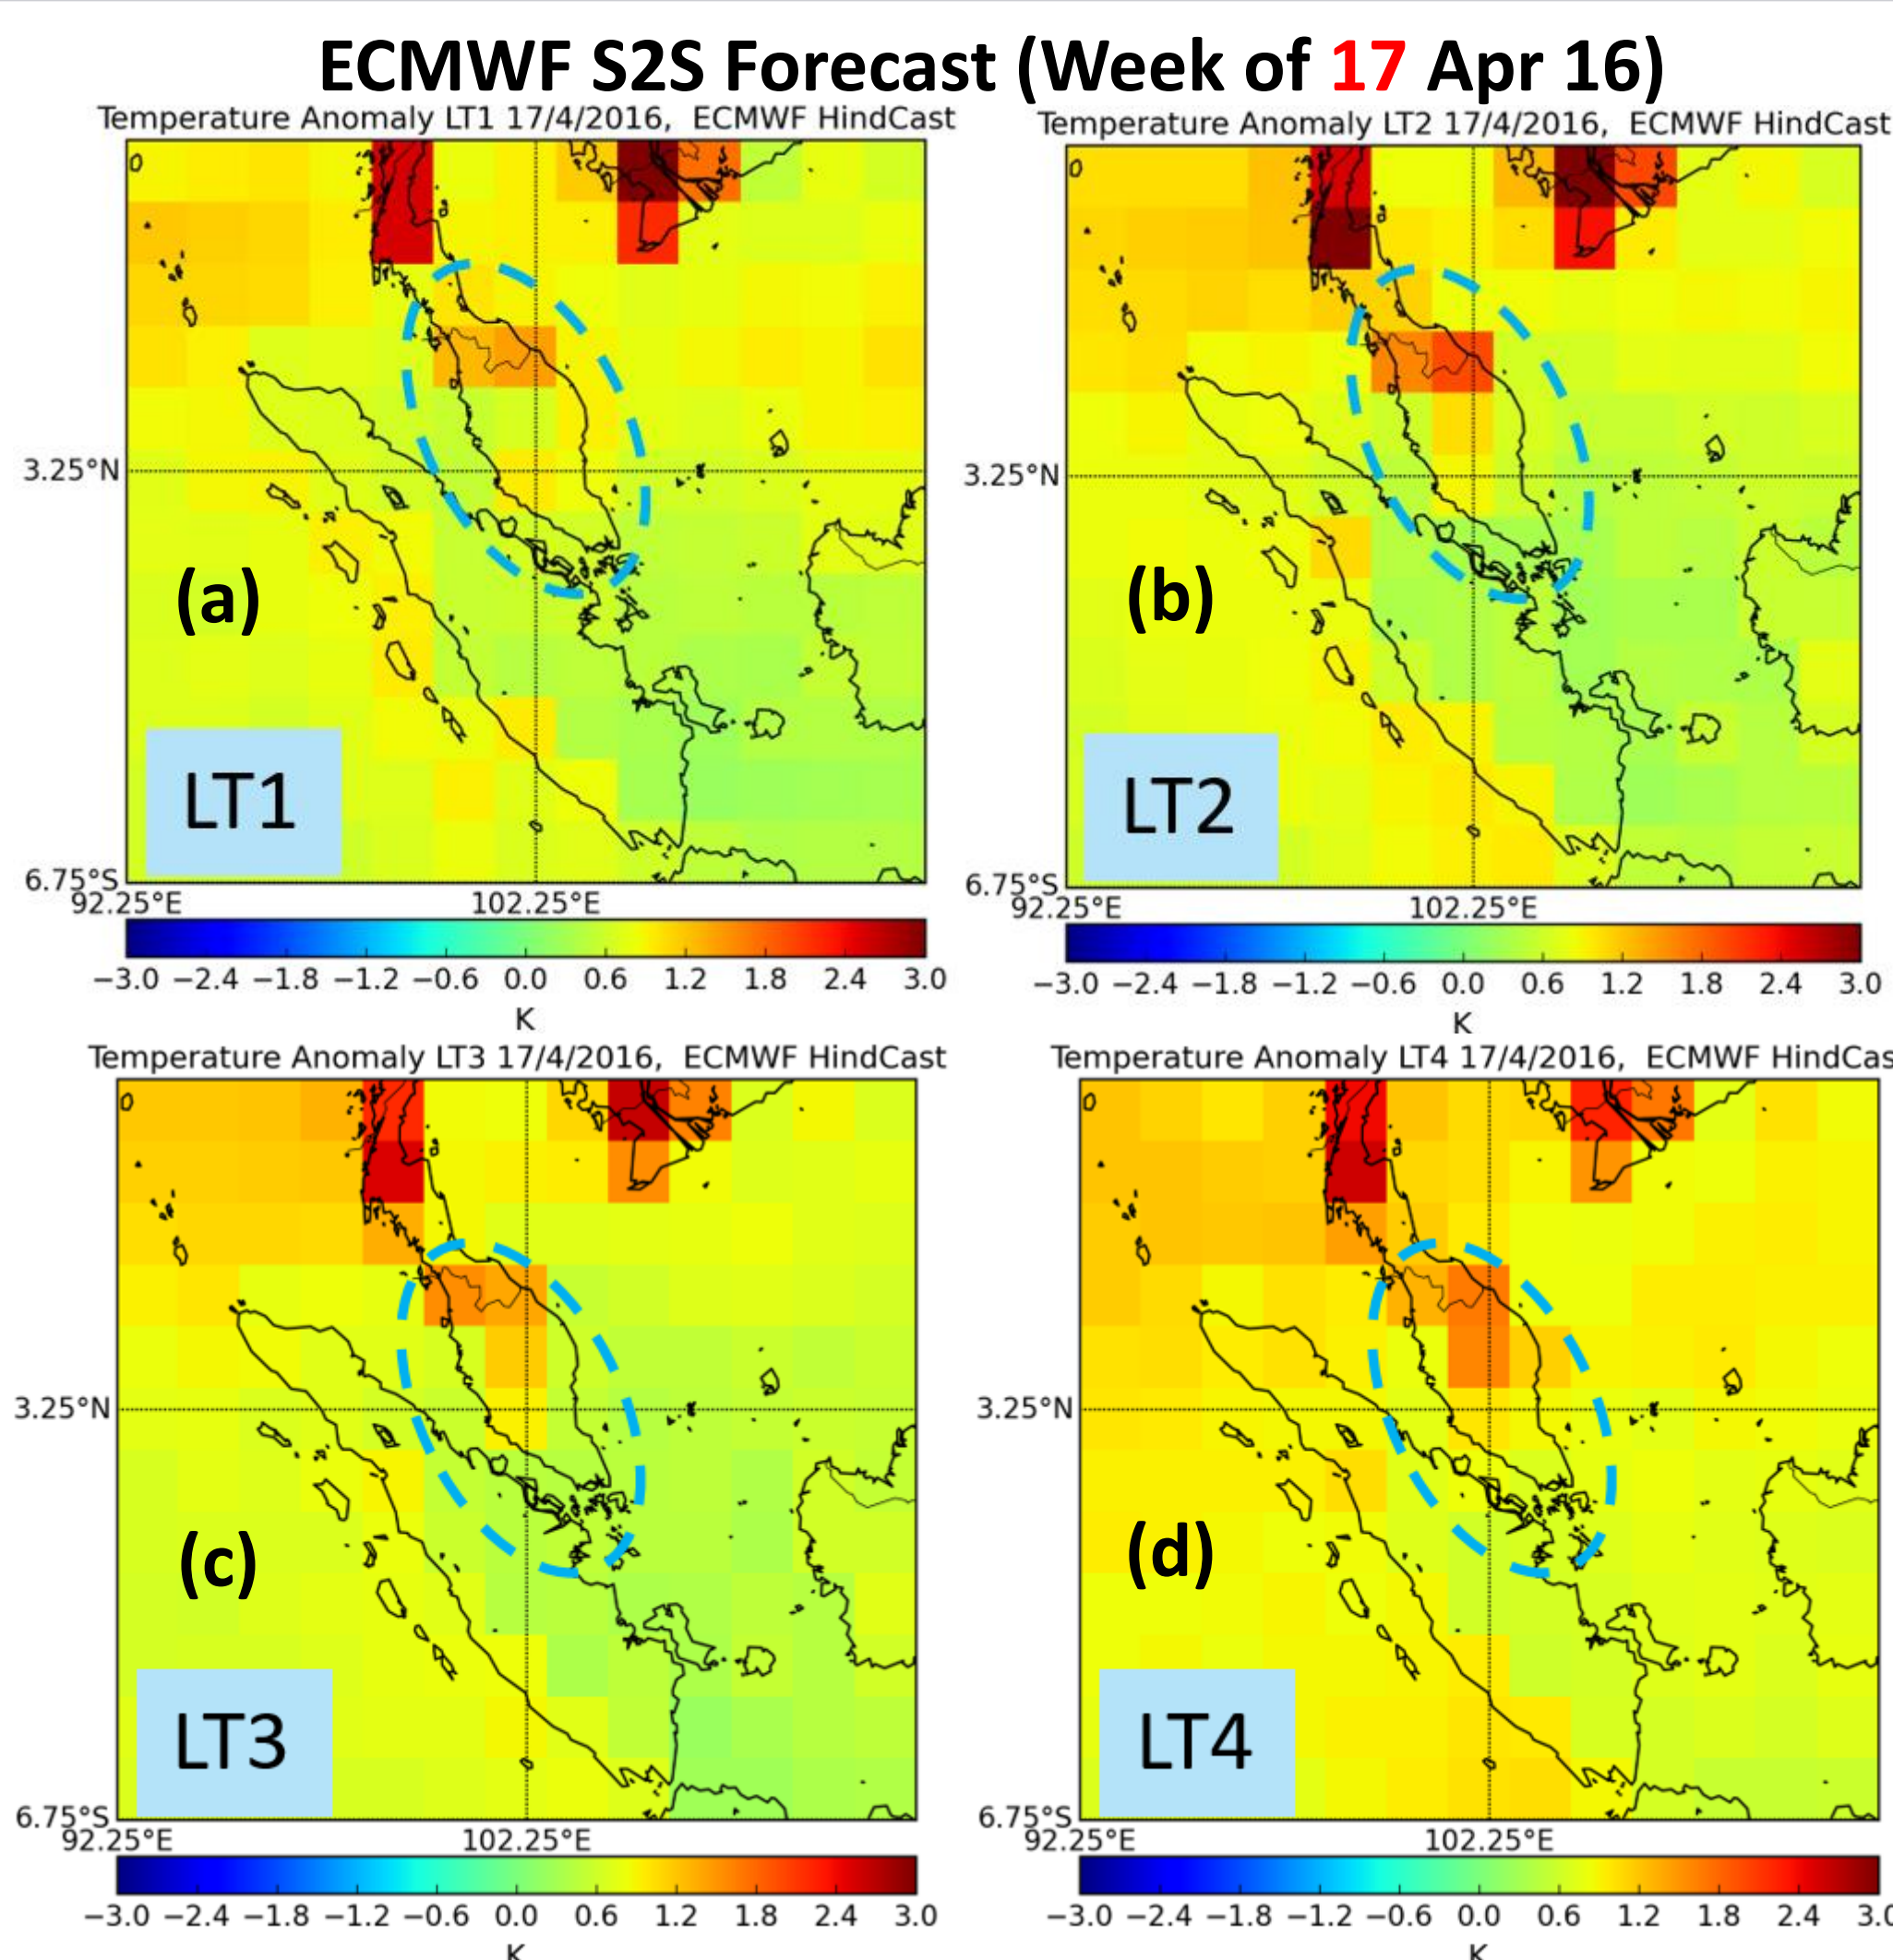 ECMWF S2S Forecast (Week of 17 Apr 16)
Temperature Anomaly LT1 17/4/2016,  ECMWF HindCast
3.25°N
(a)
LT1
6.75°S
92.25°E 102.25°E
−3.0 −2.4 −1.8 −1.2 −0.6 0.0 0.6 1.2 1.8 2.4 3.0
K
Temperature Anomaly LT2 17/4/2016,  ECMWF HindCast
3.25°N
(b)
LT2
6.75°S
92.25°E 102.25°E
−3.0 −2.4 −1.8 −1.2 −0.6 0.0 0.6 1.2 1.8 2.4 3.0
K
Temperature Anomaly LT3 17/4/2016,  ECMWF HindCast
3.25°N
(c)
LT3
6.75°S
92.25°E 102.25°E
−3.0 −2.4 −1.8 −1.2 −0.6 0.0 0.6 1.2 1.8 2.4 3.0
K
Temperature Anomaly LT4 17/4/2016,  ECMWF HindCas
3.25°N
(d)
LT4
6.75°S
92.25°E 102.25°E
−3.0 −2.4 −1.8 −1.2 −0.6 0.0 0.6 1.2 1.8 2.4 3.0
K